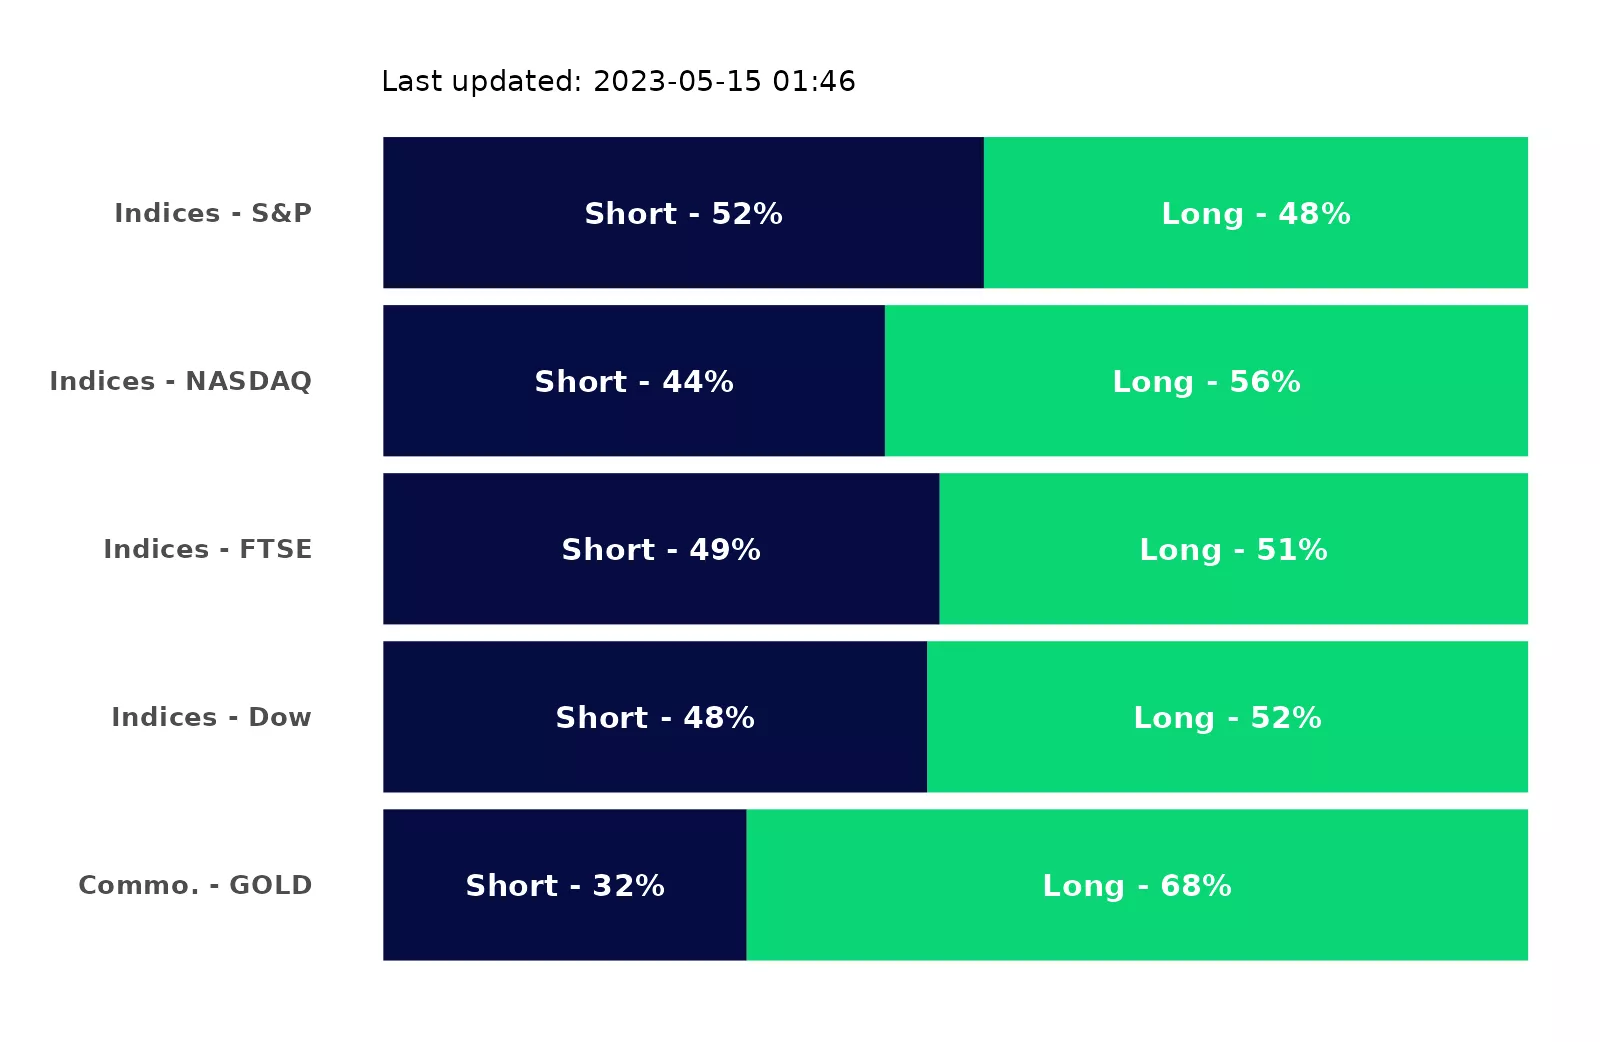 Last updated: 2023-05-15 01:46
Indices - S&P Short - 52% Long - 48%
Indices - NASDAQ Short - 44% Long - 56%
Indices - FTSE Short - 49% Long - 51%
Indices - Dow Short - 48% Long - 52%
Commo. - GOLD Short - 32% Long - 68%